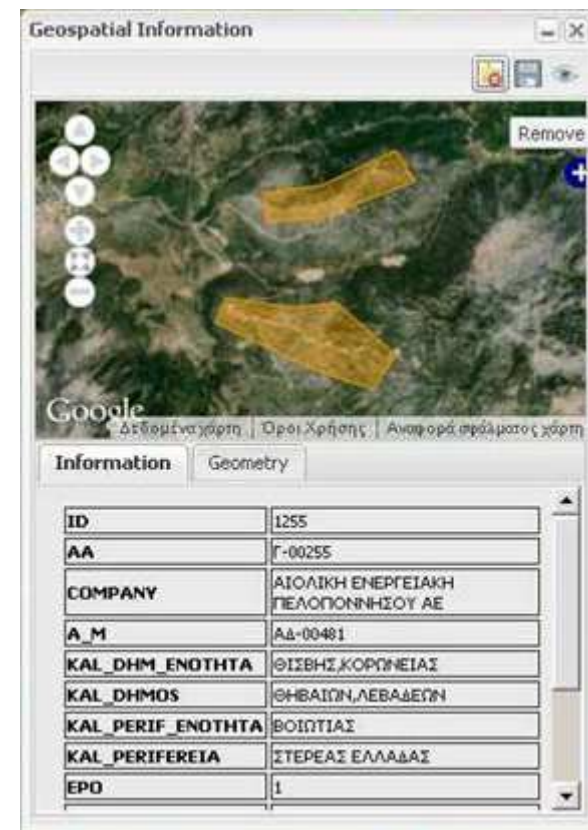 Geospatial Information
Remove
Google
Δεδομένα χάρτη | Όροι Χρήσης | Αναφορά σφάλματος χάρτη
Information Geometry
ID 1255
AA Γ-00255
COMPANY ΑΙΟΛΙΚΗ ΕΝΕΡΓΕΙΑΚΗ
ΠΕΛΟΠΟΝΝΗΣΟΥ ΑΕ
A_M ΑΔ-00481
KAL_DHM_ENOTHTA ΘΙΣΒΗΣ,ΚΟΡΩΝΕΙΑΣ
KAL_DHMOS ΘΗΒΑΙΩΝ,ΛΕΒΑΔΕΩΝ
KAL_PERIF_ENOTHTA ΒΟΙΩΤΙΑΣ
KAL_PERIFEREIA ΣΤΕΡΕΑΣ ΕΛΛΑΔΑΣ
EPO 1